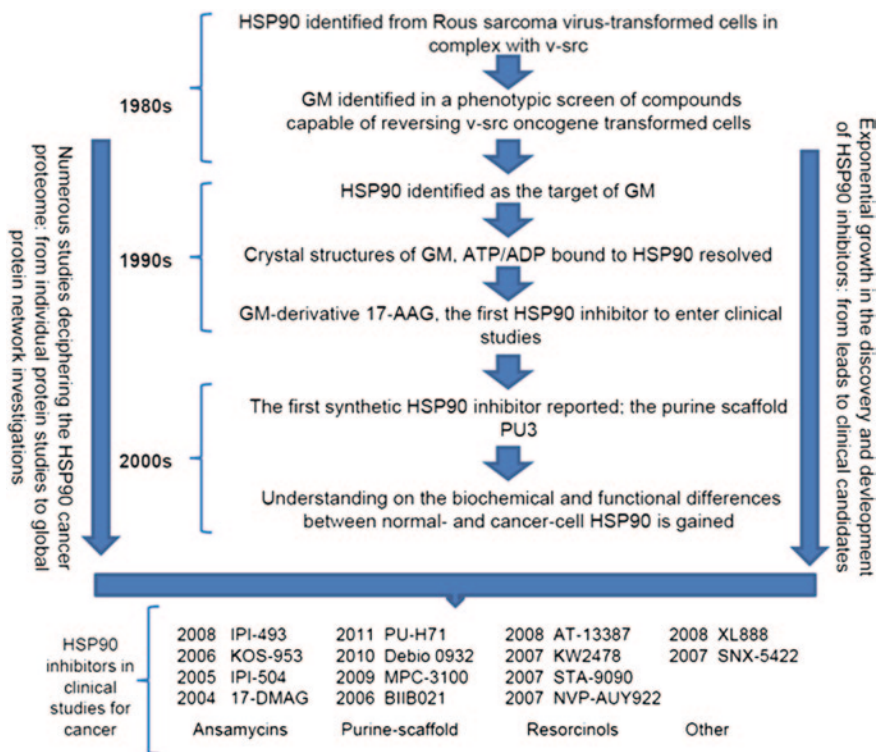 HSP90 identified from Rous sarcoma virus-transformed cells in
complex with v-src
1980s
GM identified in a phenotypic screen of compounds
capable of reversing v-src oncogene transformed cells
HSP90 identified as the target of GM
1990s
Crystal structures of GM, ATP/ADP bound to HSP90 resolved
GM-derivative 17-AAG, the first HSP90 inhibitor to enter clinical
studies
The first synthetic HSP90 inhibitor reported; the purine scaffold
PU3
2000s
Understanding on the biochemical and functional differences
between normal- and cancer-cell HSP90 is gained
Numerous studies deciphering the HSP90 cancer
proteome: from individual protein studies to global
protein network investigations
Exponential growth in the discovery and devleopment
of HSP90 inhibitors: from leads to clinical candidates
HSP90
inhibitors in
clinical
studies for
cancer
2008 IPI-493
2006 KOS-953
2005 IPI-504
2004 17-DMAG
Ansamycins
2011 PU-H71
2010 Debio 0932
2009 MPC-3100
2006 BIIB021
Purine-scaffold
2008 AT-13387
2007 KW2478
2007 STA-9090
2007 NVP-AUY922
Resorcinols
2008 XL888
2007 SNX-5422
Other